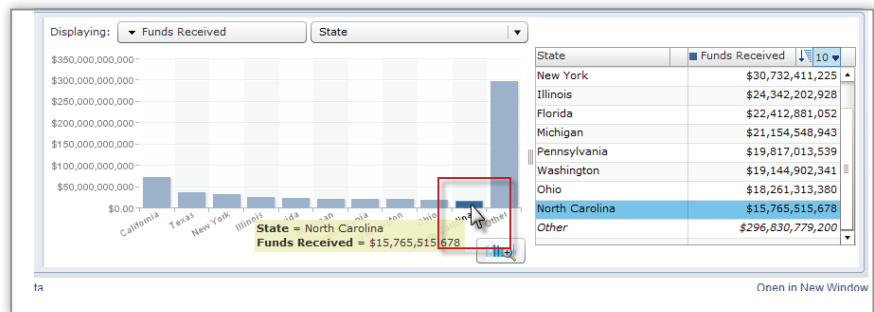 Displaying: Funds Received State
$350,000,000,000
$300,000,000,000
$250,000,000,000
$200,000,000,000
$150,000,000,000
$100,000,000,000
$50,000,000,000
$0.00
California Texas New York Illinois Other
State = North Carolina
Funds Received = $15,765,515,678
State Funds Received 10
New York $30,732,411,225
Illinois $24,342,202,928
Florida $22,412,881,052
Michigan $21,154,548,943
Pennsylvania $19,817,013,539
Washington $19,144,902,341
Ohio $18,261,313,380
North Carolina $15,765,515,678
Other $296,830,779,200
ta
Open in New Window